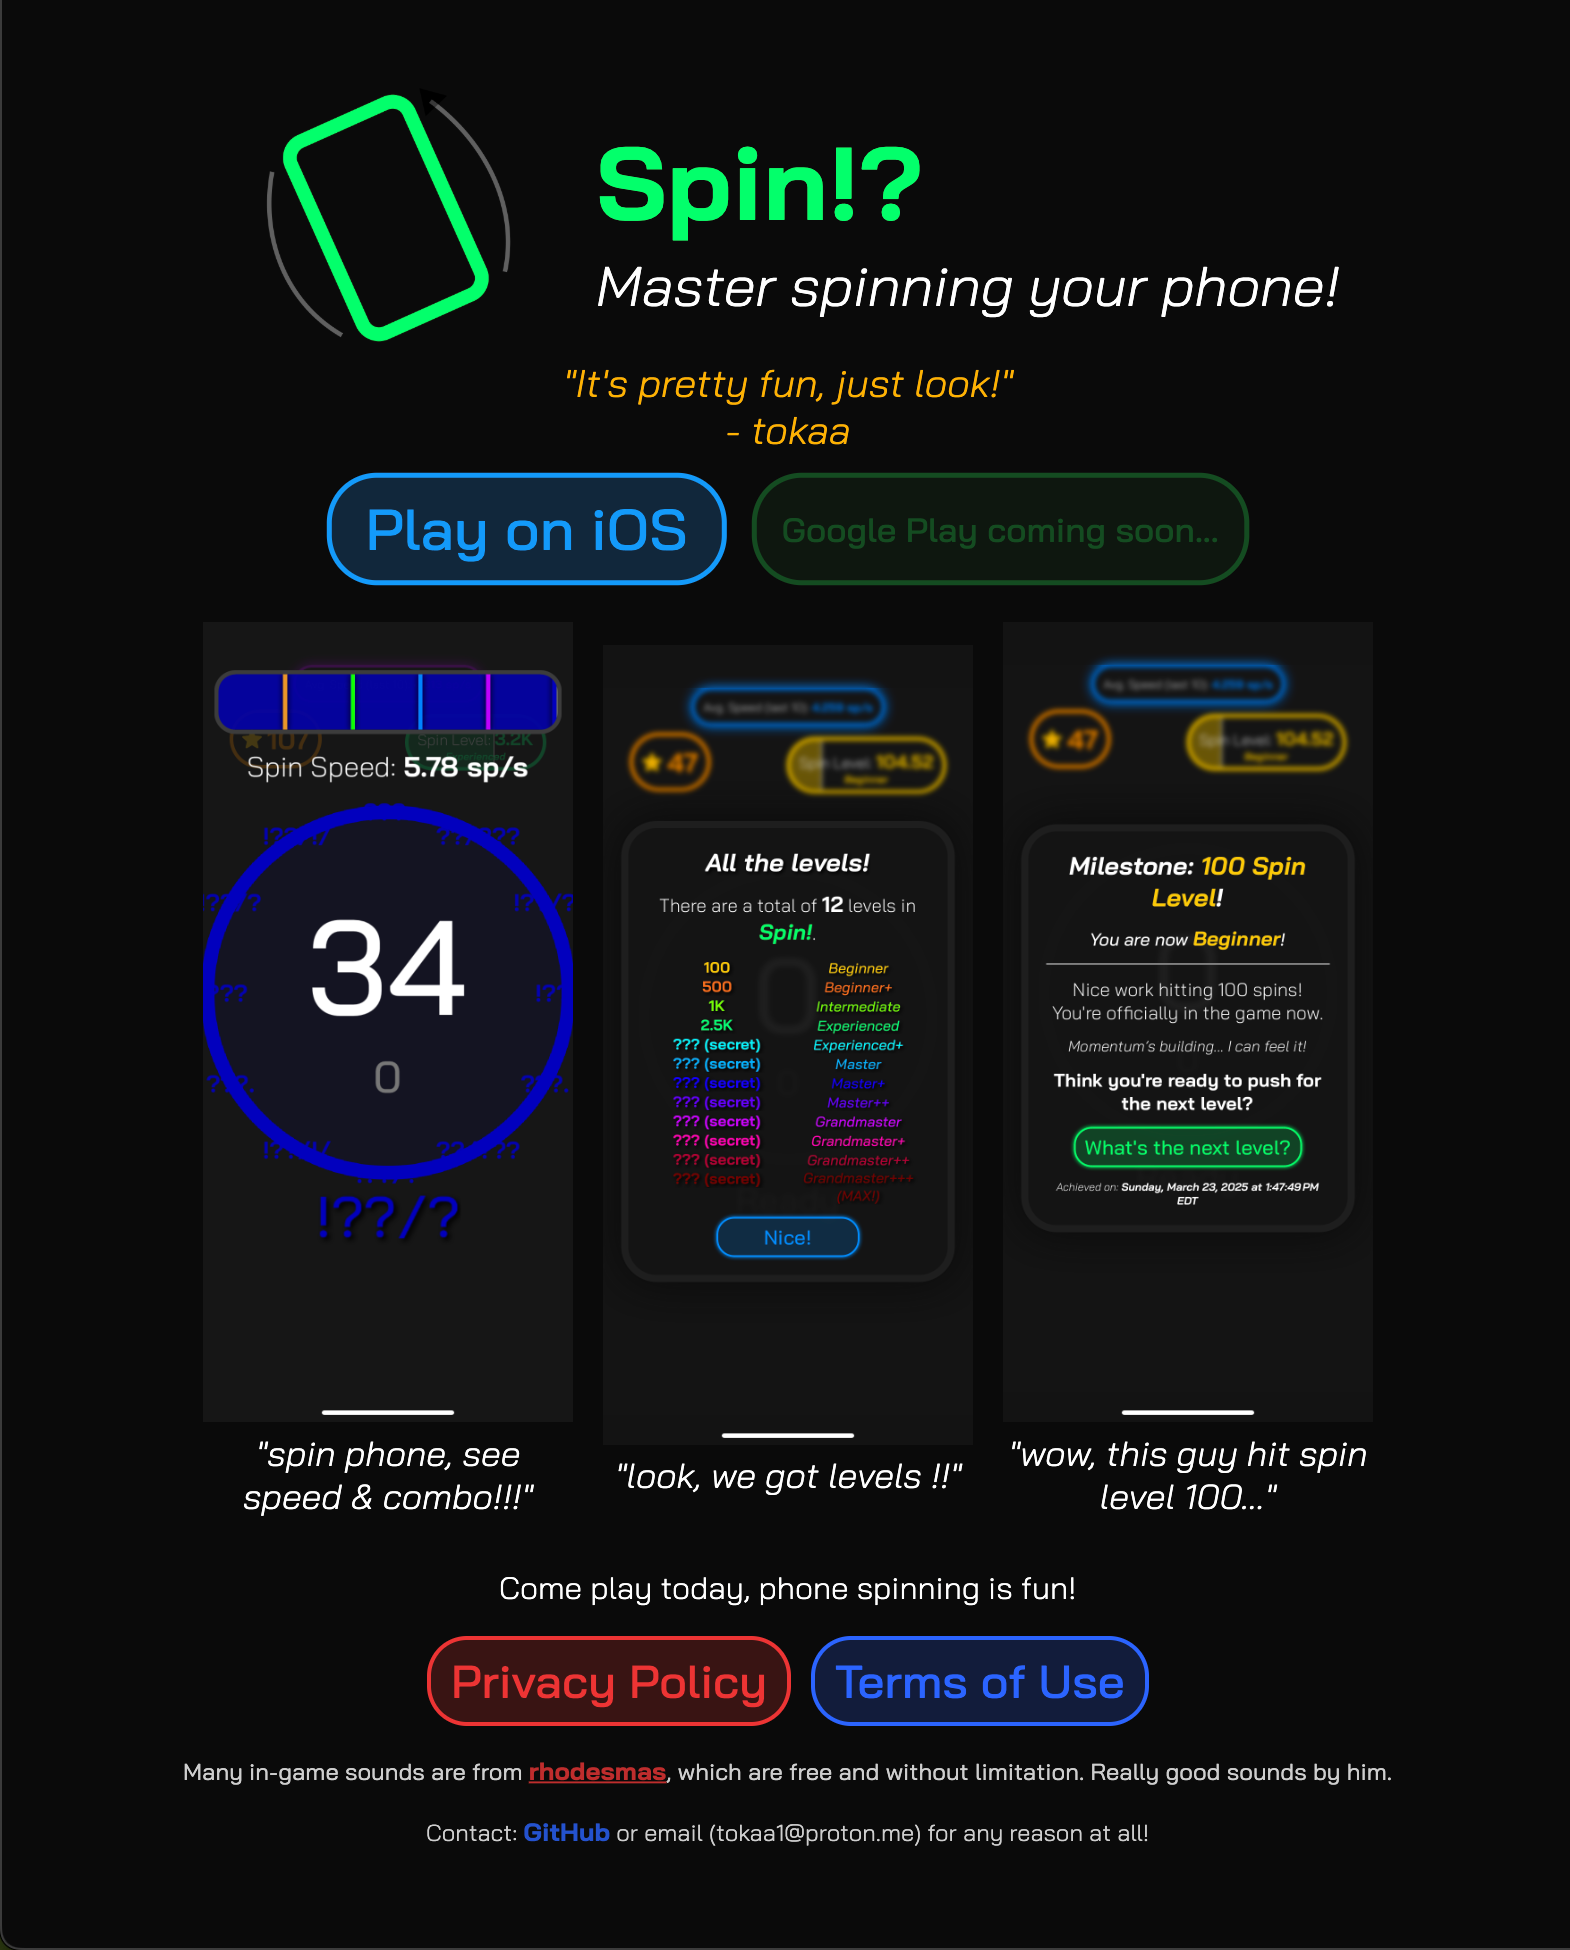 Spin!?
Master spinning your phone!
"It's pretty fun, just look!"
- tokaa
Play on iOS
Google Play coming soon...
★107
Spin Level: 3.2K
Spin Speed: 5.78 sp/s
34
0
!??/?
"spin phone, see
speed & combo!!!"
Avg. Speed (last 10): 4.059 sp/s
★47
Spin Level: 104.52
Beginner
All the levels!
There are a total of 12 levels in
Spin!.
100 Beginner
500 Beginner+
1K Intermediate
2.5K Experienced
??? (secret) Experienced+
??? (secret) Master
??? (secret) Master+
??? (secret) Master++
??? (secret) Grandmaster
??? (secret) Grandmaster+
??? (secret) Grandmaster++
??? (secret) Grandmaster+++
(MAX!)
Nice!
"look, we got levels !!"
Avg. Speed (last 10): 4.059 sp/s
★47
Spin Level: 104.52
Beginner
Milestone: 100 Spin
Level!
You are now Beginner!
Nice work hitting 100 spins!
You're officially in the game now.
Momentum's building... I can feel it!
Think you're ready to push for
the next level?
What's the next level?
Achieved on: Sunday, March 23, 2025 at 1:47:49 PM
EDT
"wow, this guy hit spin
level 100..."
Come play today, phone spinning is fun!
Privacy Policy
Terms of Use
Many in-game sounds are from rhodesmas, which are free and without limitation. Really good sounds by him.
Contact: GitHub or email (tokaa1@proton.me) for any reason at all!